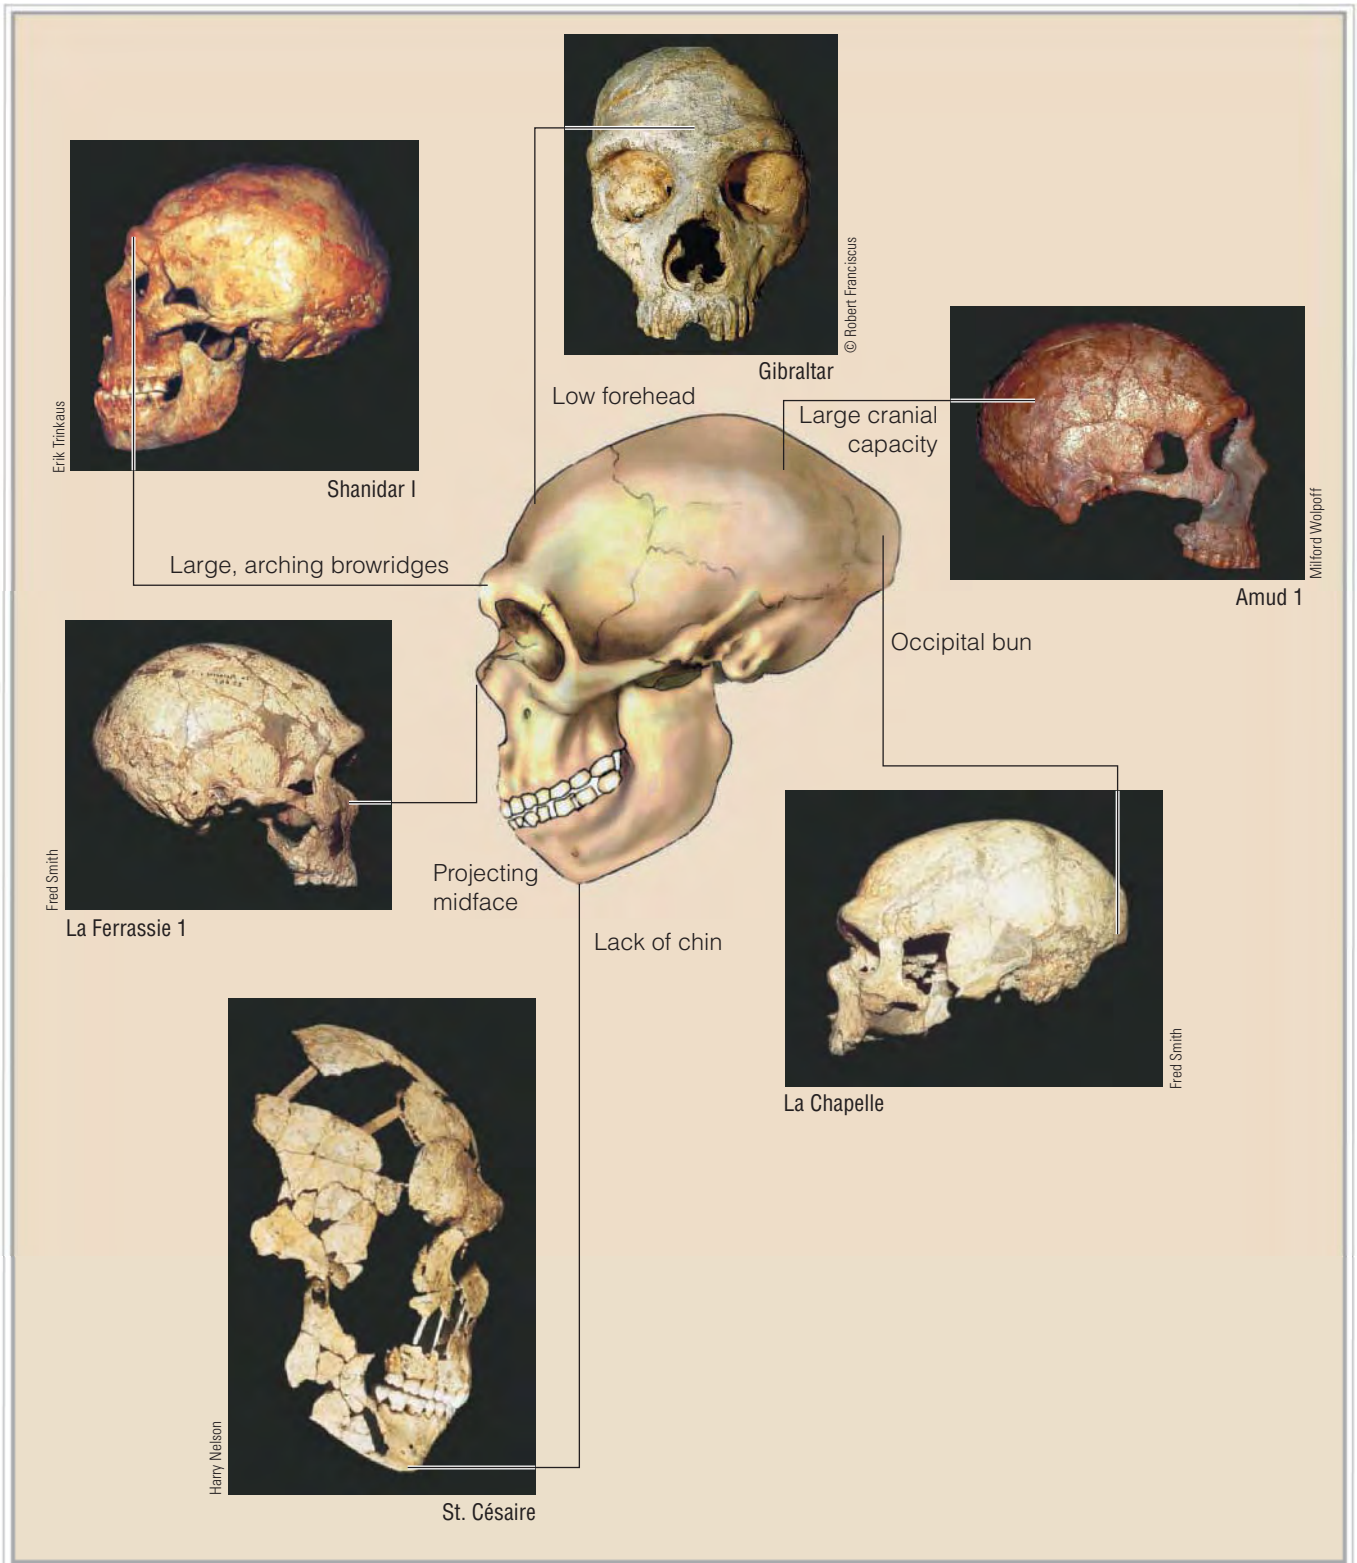 © Robert Franciscus
Gibraltar
Erik Trinkaus
Shanidar I
Low forehead
Large cranial
capacity
Milford Wolpoff
Amud 1
Large, arching browridges
Occipital bun
Fred Smith
La Ferrassie 1
Projecting
midface
Lack of chin
Fred Smith
La Chapelle
Harry Nelson
St. Césaire